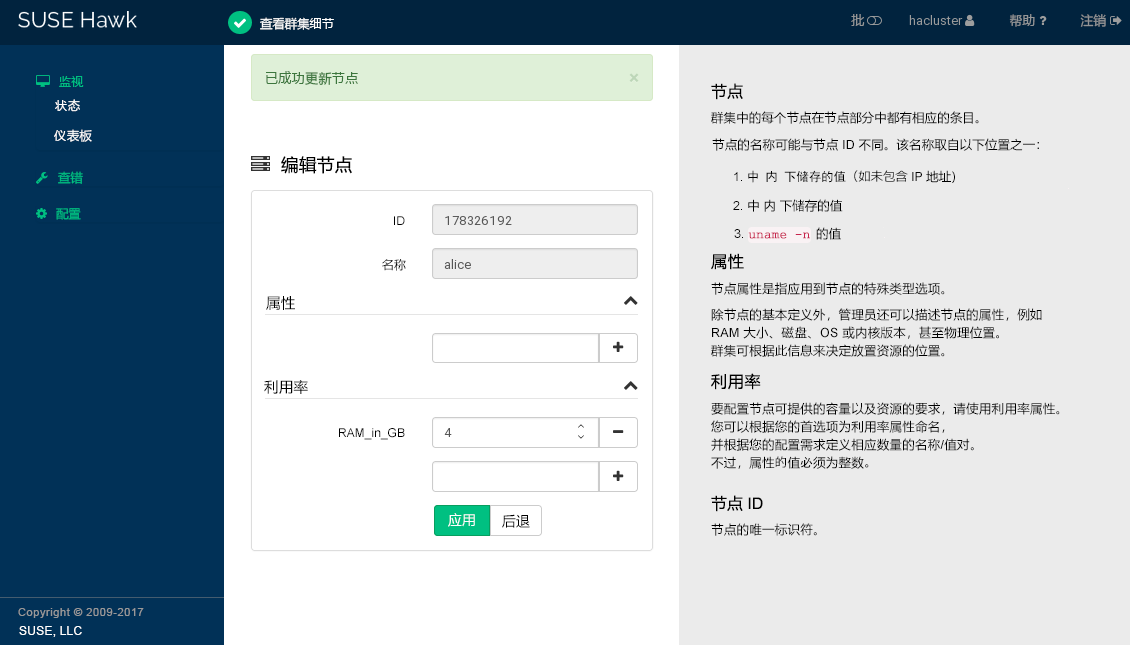 SUSE Hawk
查看群集细节
批
hacluster
帮助 ?
注销
监视
状态
仪表板
查错
配置
已成功更新节点
×
编辑节点
ID
178326192
名称
alice
属性
利用率
RAM_in_GB
4
应用
后退
节点
群集中的每个节点在节点部分中都有相应的条目。
节点的名称可能与节点 ID 不同。该名称取自以下位置之一：
1. 中 内 下储存的值（如未包含 IP 地址)
2. 中 内 下储存的值
3. uname -n 的值
属性
节点属性是指应用到节点的特殊类型选项。
除节点的基本定义外，管理员还可以描述节点的属性，例如
RAM 大小、磁盘、OS 或内核版本，甚至物理位置。
群集可根据此信息来决定放置资源的位置。
利用率
要配置节点可提供的容量以及资源的要求，请使用利用率属性。
您可以根据您的首选项为利用率属性命名，
并根据您的配置需求定义相应数量的名称/值对。
不过，属性的值必须为整数。
节点 ID
节点的唯一标识符。
Copyright © 2009-2017
SUSE, LLC